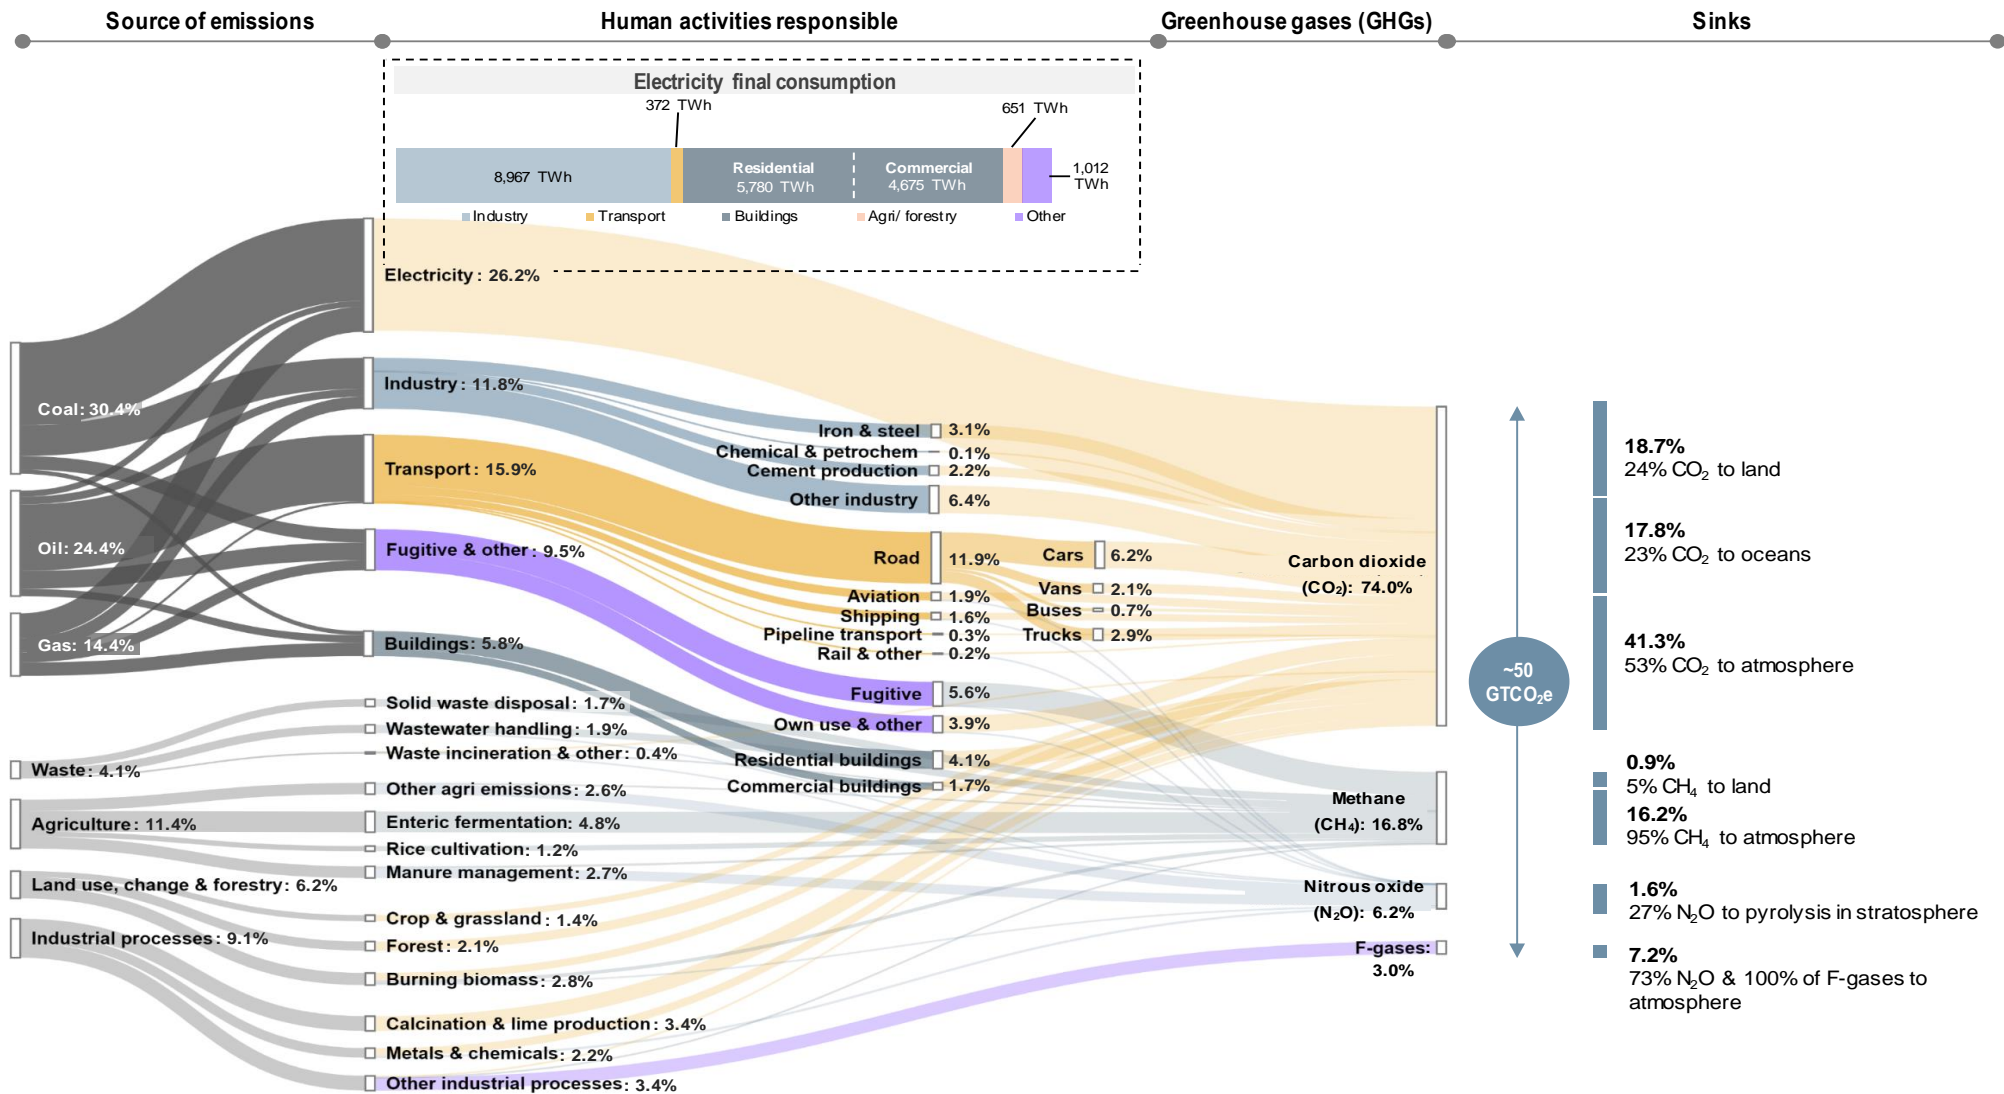 Source of emissions
Human activities responsible
Greenhouse gases (GHGs)
Sinks
Electricity final consumption
372 TWh
651 TWh
8,967 TWh
Residential
5,780 TWh
Commercial
4,675 TWh
1,012
TWh
Industry
Transport
Buildings
Agri/ forestry
Other
Coal: 30.4%
Oil: 24.4%
Gas: 14.4%
Waste: 4.1%
Agriculture: 11.4%
Land use, change & forestry: 6.2%
Industrial processes: 9.1%
Electricity: 26.2%
Industry: 11.8%
Transport: 15.9%
Fugitive & other: 9.5%
Buildings: 5.8%
Solid waste disposal: 1.7%
Wastewater handling: 1.9%
Waste incineration & other: 0.4%
Other agri emissions: 2.6%
Enteric fermentation: 4.8%
Rice cultivation: 1.2%
Manure management: 2.7%
Crop & grassland: 1.4%
Forest: 2.1%
Burning biomass: 2.8%
Calcination & lime production: 3.4%
Metals & chemicals: 2.2%
Other industrial processes: 3.4%
Iron & steel 3.1%
Chemical & petrochem 0.1%
Cement production 2.2%
Other industry 6.4%
Road 11.9%
Aviation 1.9%
Shipping 1.6%
Pipeline transport 0.3%
Rail & other 0.2%
Fugitive 5.6%
Own use & other 3.9%
Residential buildings 4.1%
Commercial buildings 1.7%
Cars 6.2%
Vans 2.1%
Buses 0.7%
Trucks 2.9%
Carbon dioxide
(CO₂): 74.0%
Methane
(CH₄): 16.8%
Nitrous oxide
(N₂O): 6.2%
F-gases:
3.0%
~50
GTCO₂e
18.7%
24% CO₂ to land
17.8%
23% CO₂ to oceans
41.3%
53% CO₂ to atmosphere
0.9%
5% CH₄ to land
16.2%
95% CH₄ to atmosphere
1.6%
27% N₂O to pyrolysis in stratosphere
7.2%
73% N₂O & 100% of F-gases to
atmosphere